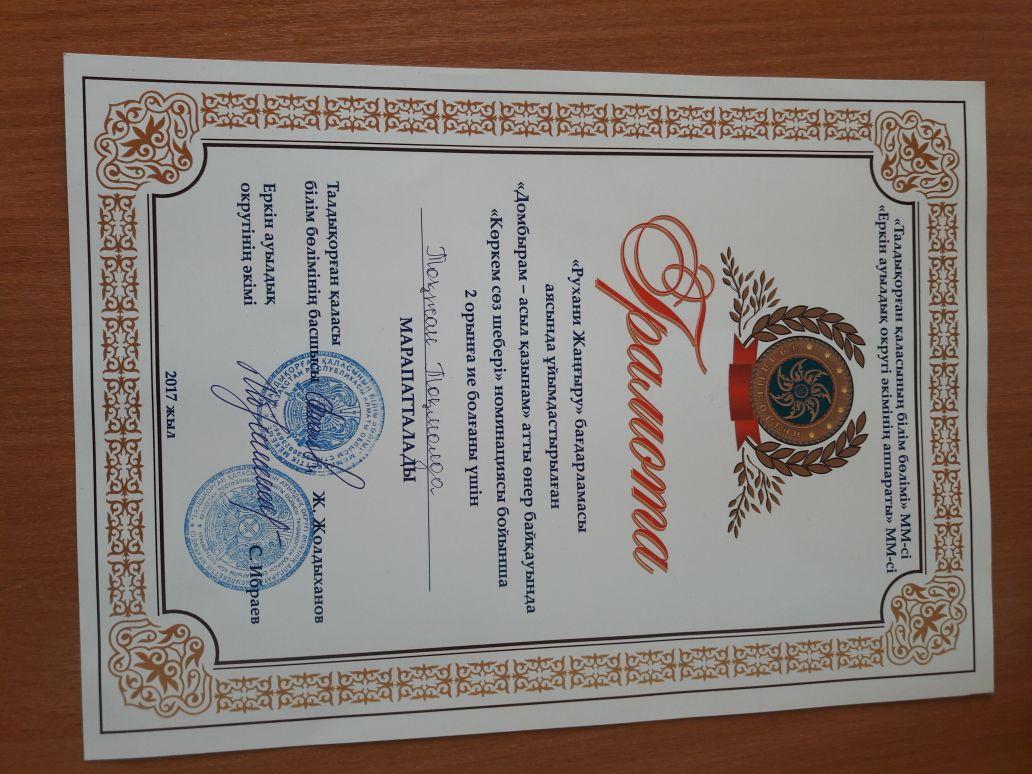 «Талдықорған қаласының білім бөлімі» ММ-сі
«Еркін ауылдық округі әкімінің аппараты» ММ-сі
Грамота
«Рухани Жаңғыру» бағдарламасы
аясында ұйымдастырылған
«Домбырам – асыл қазынам» атты өнер байқауында
«Көркем сөз шебері» номинациясы бойынша
2 орынға ие болғаны үшін
МАРАПАТТАЛАДЫ
Талдықорған қаласы
білім бөлімінің басшысы Ж. Жолдыханов
Еркін ауылдық
округінің әкімі С. Ибраев
2017 жыл